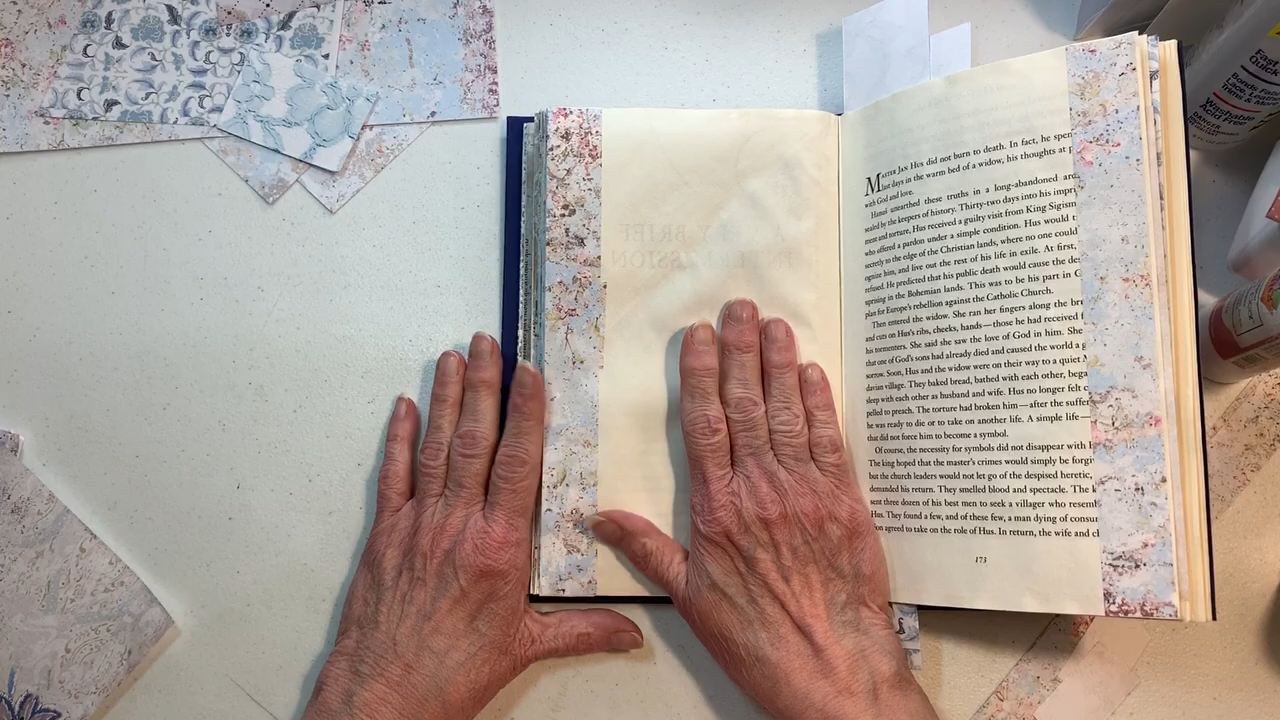 MASTER JAN HUS did not burn to death. In fact, he spen
last days in the warm bed of a widow, his thoughts at p
with God and love.
Hanuš unearthed these truths in a long-abandoned arc
sealed by the keepers of history. Thirty-two days into his impri
ment and torture, Hus received a guilty visit from King Sigism
who offered a pardon under a simple condition. Hus would t
secretly to the edge of the Christian lands, where no one could
ognize him, and live out the rest of his life in exile. At first,
refused. He predicted that his public death would cause the de
uprising in the Bohemian lands. This was to be his part in G
plan for Europe's rebellion against the Catholic Church.
Then entered the widow. She ran her fingers along the bru
and cuts on Hus's ribs, cheeks, hands—those he had received f
his tormenters. She said she saw the love of God in him. She
that one of God's sons had already died and caused the world a g
sorrow. Soon, Hus and the widow were on their way to a quiet M
davian village. They baked bread, bathed with each other, bega
sleep with each other as husband and wife. Hus no longer felt c
pelled to preach. The torture had broken him—after the suffer
he was ready to die or to take on another life. A simple life—
that did not force him to become a symbol.
Of course, the necessity for symbols did not disappear with H
The king hoped that the master's crimes would simply be forgi
but the church leaders would not let go of the despised heretic,
demanded his return. They smelled blood and spectacle. The k
sent three dozen of his best men to seek a villager who resem
Hus. They found a few, and of these few, a man dying of consu
ion agreed to take on the role of Hus. In return, the wife and
173
Fast
Quick
Bonds Fabric
Lace, Leather
Trims & More
Washable
Acid Free
DANGER